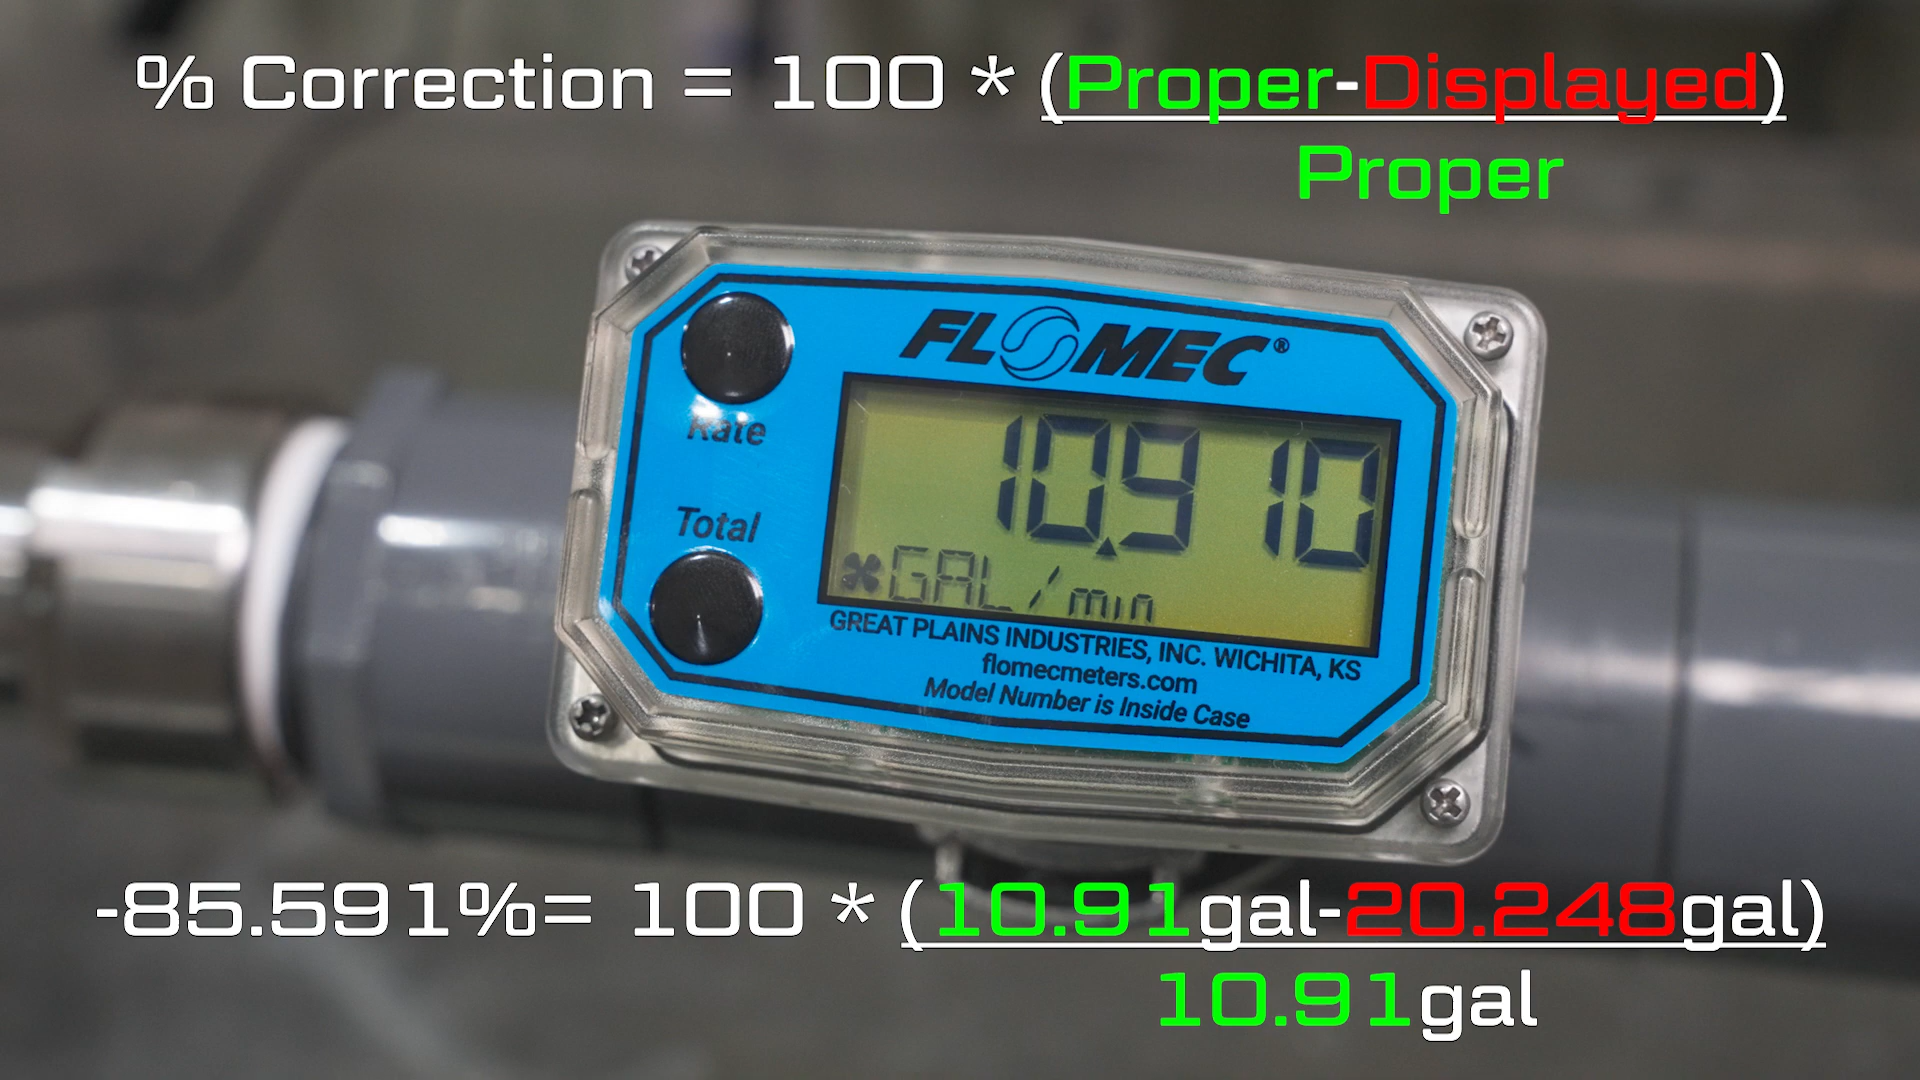 % Correction = 100 * (Proper-Displayed)
Proper
FLOMEC®
Rate
10.910
Total
GAL/min
GREAT PLAINS INDUSTRIES, INC. WICHITA, KS
flomecmeters.com
Model Number is Inside Case
-85.591%= 100 * (10.91gal-20.248gal)
10.91gal